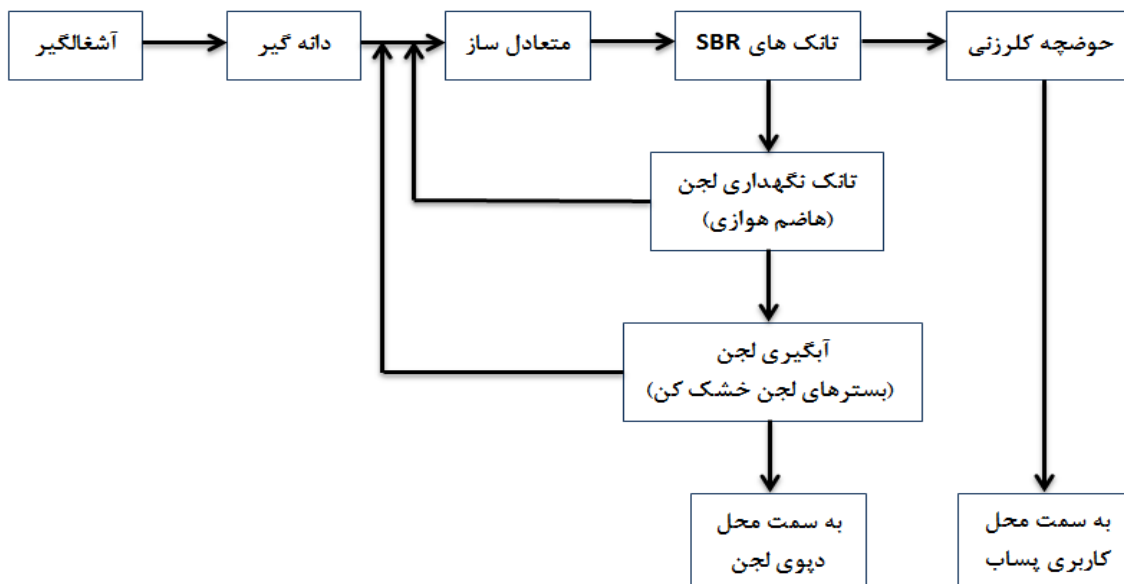 آشغالگیر
دانه گیر
متعادل ساز
تانک های SBR
حوضچه کلرزنی
تانک نگهداری لجن
(هاضم هوازی)
آبگیری لجن
(بسترهای لجن خشک کن)
به سمت محل
دپوی لجن
به سمت محل
کاربری پساب